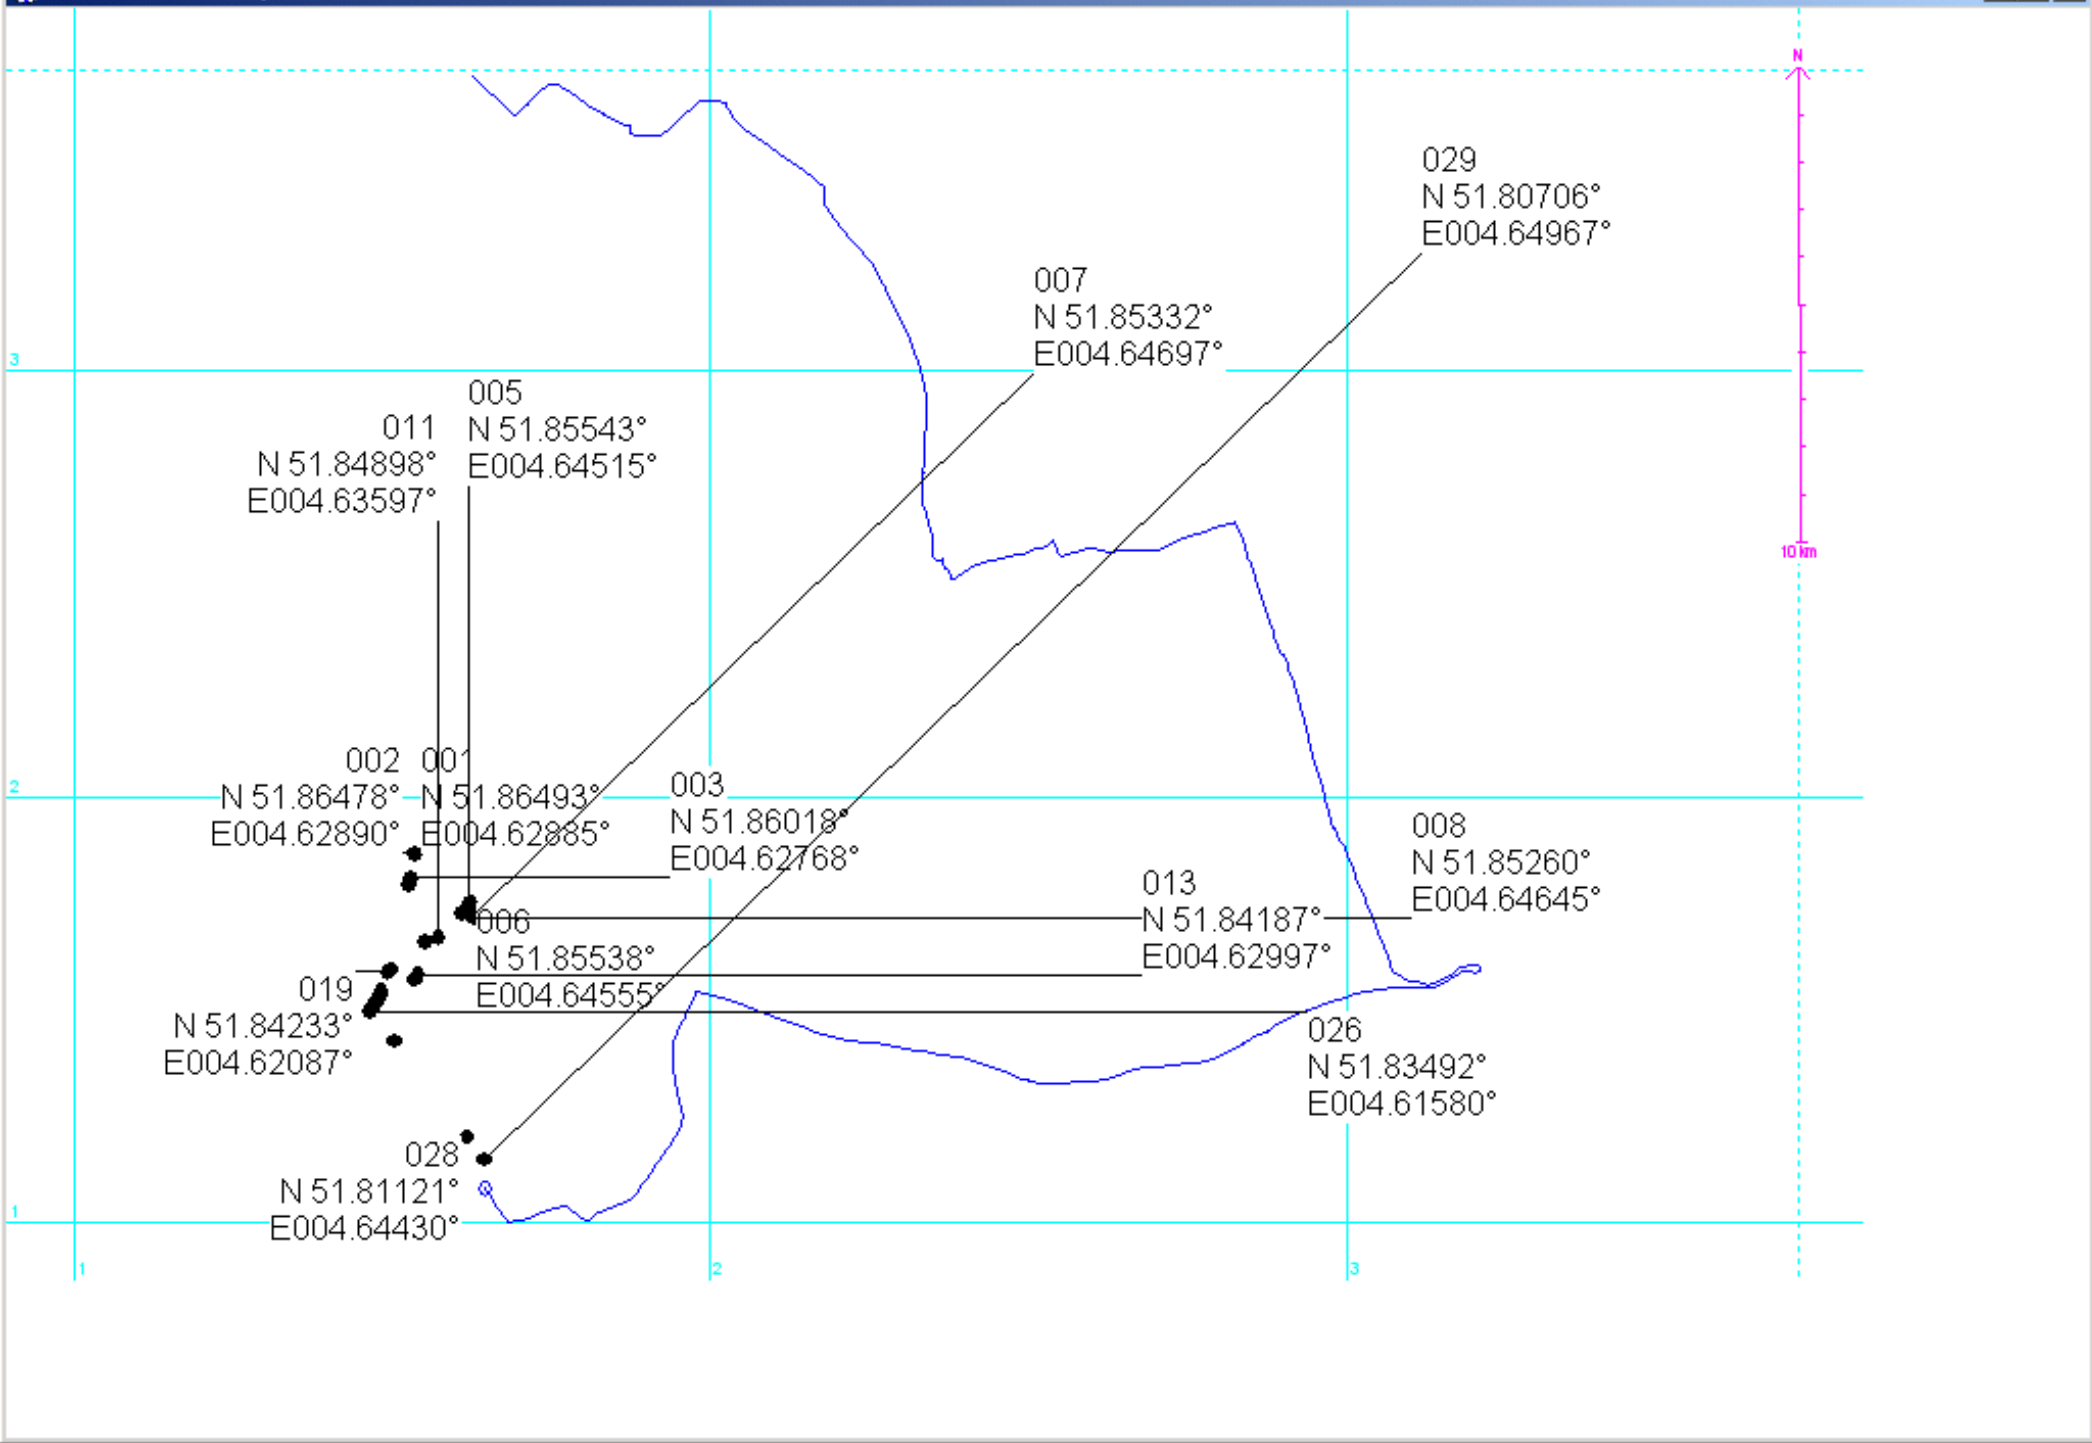 N
029
N 51.80706°
E004.64967°
007
N 51.85332°
E004.64697°
3
005
N 51.85543°
E004.64515°
011
N 51.84898°
E004.63597°
10 km
002
N 51.86478°
E004.62890°
001
N 51.86493°
E004.62885°
2
003
N 51.86018°
E004.62768°
008
N 51.85260°
E004.64645°
013
N 51.84187°
E004.62997°
006
N 51.85538°
E004.64555°
019
N 51.84233°
E004.62087°
026
N 51.83492°
E004.61580°
028
N 51.81121°
E004.64430°
1
1
2
3